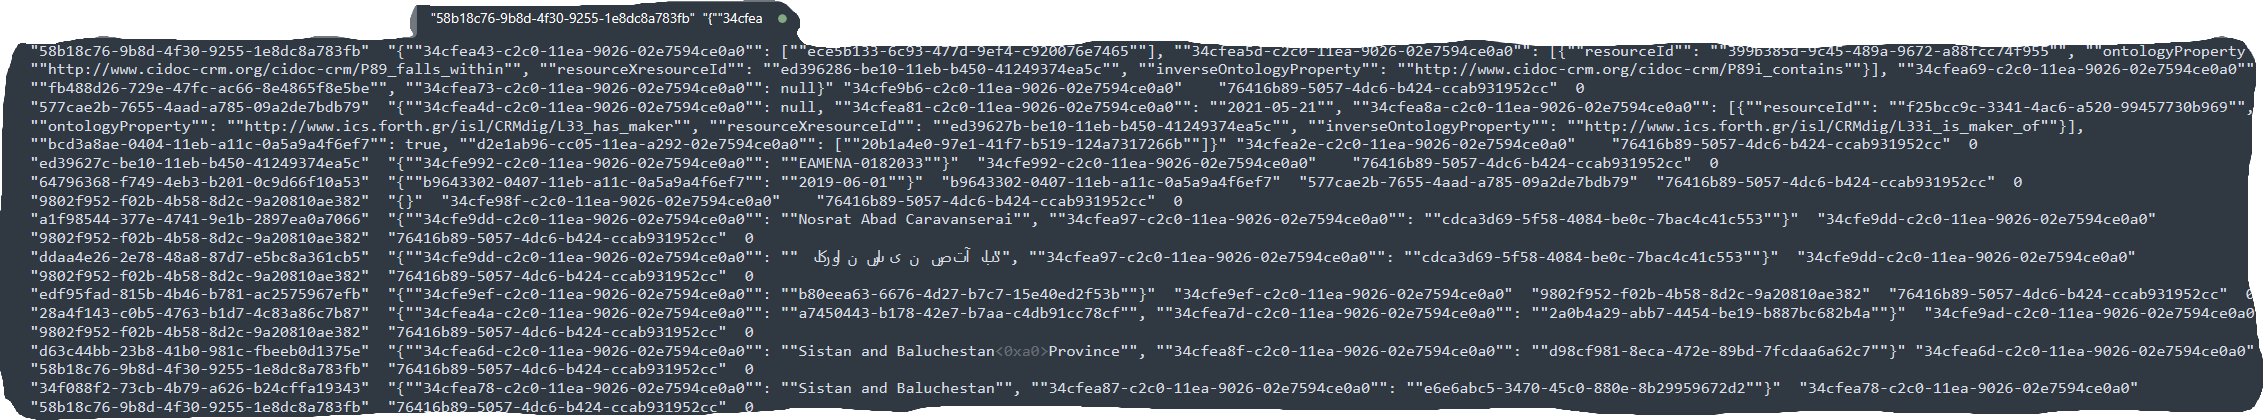 "58b18c76-9b8d-4f30-9255-1e8dc8a783fb" "{""34cfea
"58b18c76-9b8d-4f30-9255-1e8dc8a783fb" "{""34cfea43-c2c0-11ea-9026-02e7594ce0a0"": [""ece5b133-6c93-477d-9ef4-c920076e7465""], ""34cfea5d-c2c0-11ea-9026-02e7594ce0a0"": [{""resourceId"": ""399b385d-9c45-489a-9672-a88fcc74f955"", ""ontologyProperty
""http://www.cidoc-crm.org/cidoc-crm/P89_falls_within"", ""resourceXresourceId"": ""ed396286-be10-11eb-b450-41249374ea5c"", ""inverseOntologyProperty"": ""http://www.cidoc-crm.org/cidoc-crm/P89i_contains""}], ""34cfea69-c2c0-11ea-9026-02e7594ce0a0""
""fb488d26-729e-47fc-ac66-8e4865f8e5be"", ""34cfea73-c2c0-11ea-9026-02e7594ce0a0"": null}" "34cfe9b6-c2c0-11ea-9026-02e7594ce0a0" "76416b89-5057-4dc6-b424-ccab931952cc" 0
"577cae2b-7655-4aad-a785-09a2de7bdb79" "{""34cfea4d-c2c0-11ea-9026-02e7594ce0a0"": null, ""34cfea81-c2c0-11ea-9026-02e7594ce0a0"": ""2021-05-21"", ""34cfea8a-c2c0-11ea-9026-02e7594ce0a0"": [{""resourceId"": ""f25bcc9c-3341-4ac6-a520-99457730b969"",
""ontologyProperty"": ""http://www.ics.forth.gr/isl/CRMdig/L33_has_maker"", ""resourceXresourceId"": ""ed39627b-be10-11eb-b450-41249374ea5c"", ""inverseOntologyProperty"": ""http://www.ics.forth.gr/isl/CRMdig/L33i_is_maker_of""}],
""bcd3a8ae-0404-11eb-a11c-0a5a9a4f6ef7"": true, ""d2e1ab96-cc05-11ea-a292-02e7594ce0a0"": [""20b1a4e0-97e1-41f7-b519-124a7317266b""]}" "34cfea2e-c2c0-11ea-9026-02e7594ce0a0" "76416b89-5057-4dc6-b424-ccab931952cc" 0
"ed39627c-be10-11eb-b450-41249374ea5c" "{""34cfe992-c2c0-11ea-9026-02e7594ce0a0"": ""EAMENA-0182033""}" "34cfe992-c2c0-11ea-9026-02e7594ce0a0" "76416b89-5057-4dc6-b424-ccab931952cc" 0
"64796368-f749-4eb3-b201-0c9d66f10a53" "{""b9643302-0407-11eb-a11c-0a5a9a4f6ef7"": ""2019-06-01""}" "b9643302-0407-11eb-a11c-0a5a9a4f6ef7" "577cae2b-7655-4aad-a785-09a2de7bdb79" "76416b89-5057-4dc6-b424-ccab931952cc" 0
"9802f952-f02b-4b58-8d2c-9a20810ae382" "{}" "34cfe98f-c2c0-11ea-9026-02e7594ce0a0" "76416b89-5057-4dc6-b424-ccab931952cc" 0
"a1f98544-377e-4741-9e1b-2897ea0a7066" "{""34cfe9dd-c2c0-11ea-9026-02e7594ce0a0"": ""Nosrat Abad Caravanserai"", ""34cfea97-c2c0-11ea-9026-02e7594ce0a0"": ""cdca3d69-5f58-4084-be0c-7bac4c41c553""}" "34cfe9dd-c2c0-11ea-9026-02e7594ce0a0"
"9802f952-f02b-4b58-8d2c-9a20810ae382" "76416b89-5057-4dc6-b424-ccab931952cc" 0
"ddaa4e26-2e78-48a8-87d7-e5bc8a361cb5" "{""34cfe9dd-c2c0-11ea-9026-02e7594ce0a0"": "" "", ""34cfea97-c2c0-11ea-9026-02e7594ce0a0"": ""cdca3d69-5f58-4084-be0c-7bac4c41c553""}" "34cfe9dd-c2c0-11ea-9026-02e7594ce0a0"
"9802f952-f02b-4b58-8d2c-9a20810ae382" "76416b89-5057-4dc6-b424-ccab931952cc" 0
"edf95fad-815b-4b46-b781-ac2575967efb" "{""34cfe9ef-c2c0-11ea-9026-02e7594ce0a0"": ""b80eea63-6676-4d27-b7c7-15e40ed2f53b""}" "34cfe9ef-c2c0-11ea-9026-02e7594ce0a0" "9802f952-f02b-4b58-8d2c-9a20810ae382" "76416b89-5057-4dc6-b424-ccab931952cc" 0
"28a4f143-c0b5-4763-b1d7-4c83a86c7b87" "{""34cfea4a-c2c0-11ea-9026-02e7594ce0a0"": ""a7450443-b178-42e7-b7aa-c4db91cc78cf"", ""34cfea7d-c2c0-11ea-9026-02e7594ce0a0"": ""2a0b4a29-abb7-4454-be19-b887bc682b4a""}" "34cfe9ad-c2c0-11ea-9026-02e7594ce0a0
"9802f952-f02b-4b58-8d2c-9a20810ae382" "76416b89-5057-4dc6-b424-ccab931952cc" 0
"d63c44bb-23b8-41b0-981c-fbeeb0d1375e" "{""34cfea6d-c2c0-11ea-9026-02e7594ce0a0"": ""Sistan and Baluchestan<0xa0>Province"", ""34cfea8f-c2c0-11ea-9026-02e7594ce0a0"": ""d98cf981-8eca-472e-89bd-7fcdaa6a62c7""}" "34cfea6d-c2c0-11ea-9026-02e7594ce0a0"
"58b18c76-9b8d-4f30-9255-1e8dc8a783fb" "76416b89-5057-4dc6-b424-ccab931952cc" 0
"34f088f2-73cb-4b79-a626-b24cffa19343" "{""34cfea78-c2c0-11ea-9026-02e7594ce0a0"": ""Sistan and Baluchestan"", ""34cfea87-c2c0-11ea-9026-02e7594ce0a0"": ""e6e6abc5-3470-45c0-880e-8b29959672d2""}" "34cfea78-c2c0-11ea-9026-02e7594ce0a0"
"58b18c76-9b8d-4f30-9255-1e8dc8a783fb" "76416b89-5057-4dc6-b424-ccab931952cc" 0